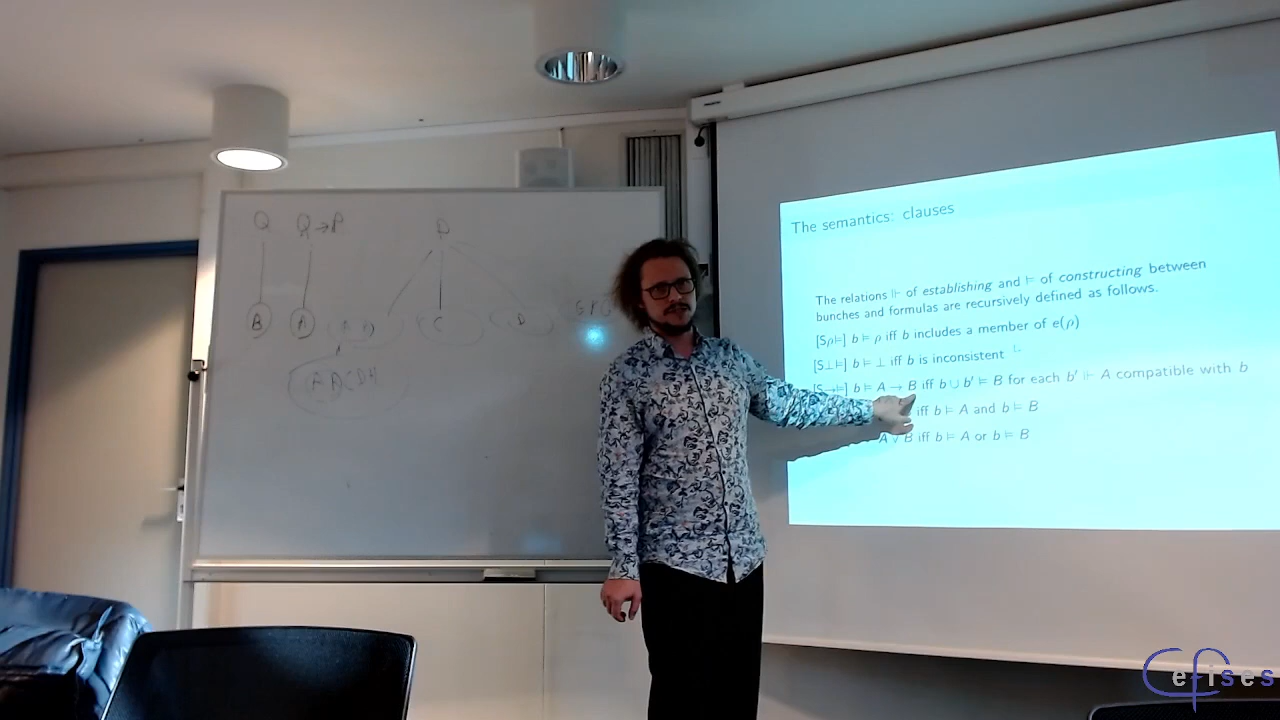 Q Q→P D
B A C D
The semantics: clauses
The relations ⊩ of establishing and ⊨ of constructing between
bunches and formulas are recursively defined as follows.
[Sρ⊨] b ⊨ ρ iff b includes a member of e(ρ)
[S⊥⊨] b ⊨ ⊥ iff b is inconsistent
[S→⊨] b ⊨ A → B iff b ∪ b′ ⊨ B for each b′ ⊩ A compatible with b
iff b ⊨ A and b ⊨ B
A ∨ B iff b ⊨ A or b ⊨ B
Cefises